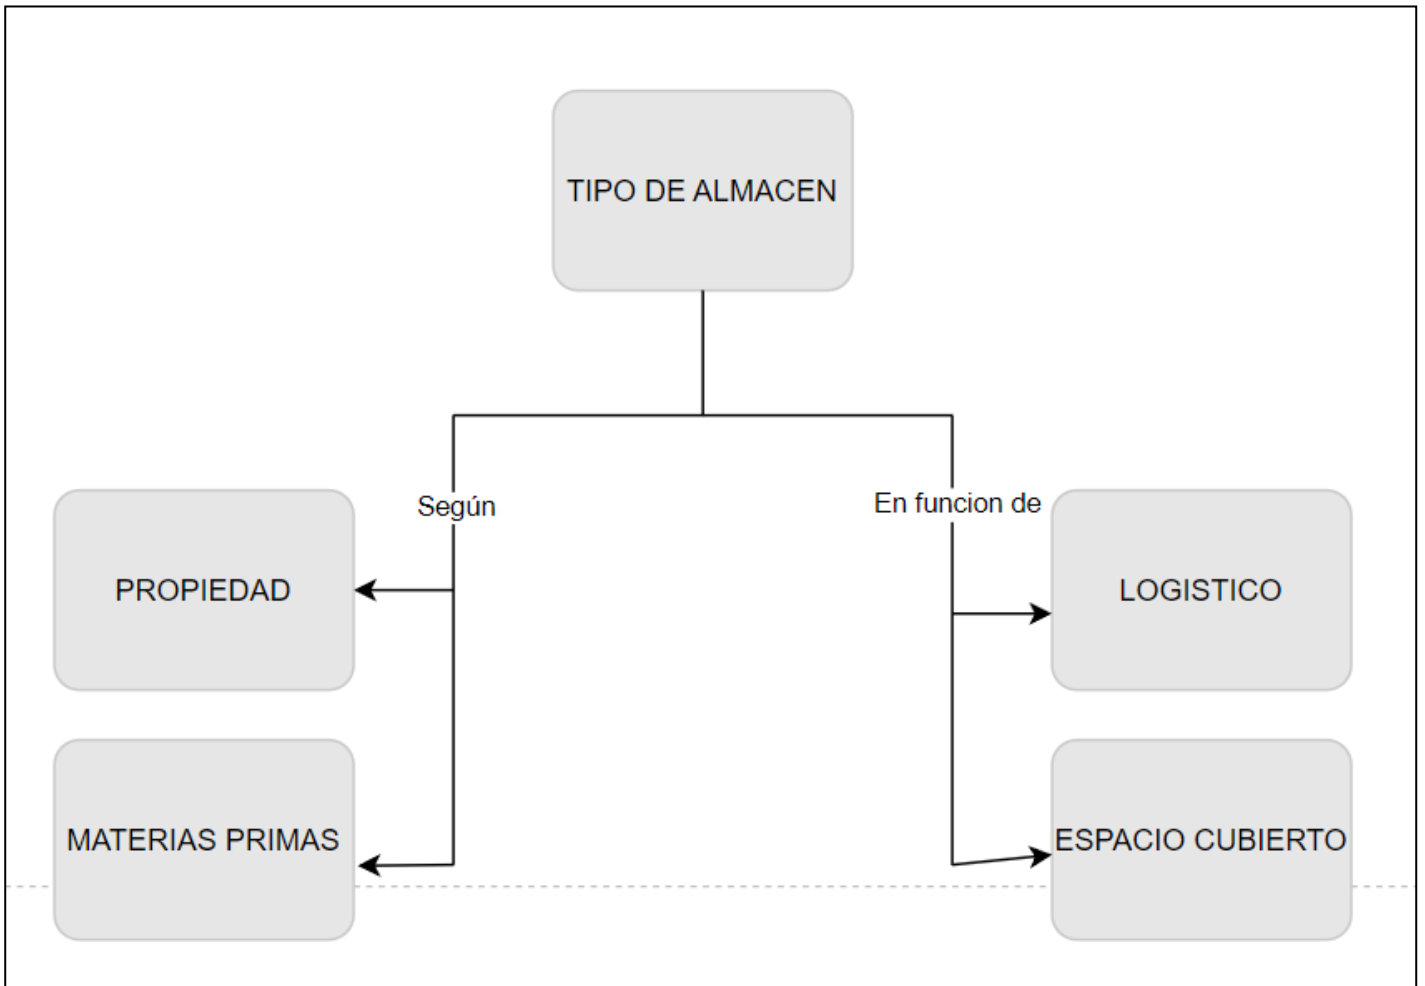 TIPO DE ALMACEN
Según
En funcion de
PROPIEDAD
LOGISTICO
MATERIAS PRIMAS
ESPACIO CUBIERTO